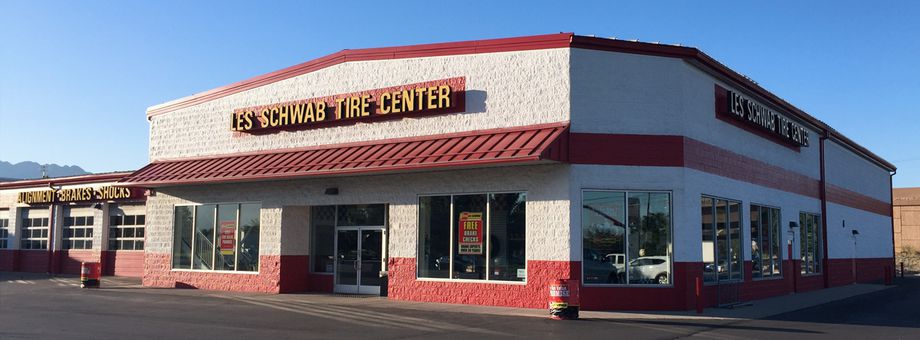 LES SCHWAB TIRE CENTER
LES SCHWAB TIRE CENTER
ALIGNMENT · BRAKES · SHOCKS
FREE
BRAKE
CHECKS